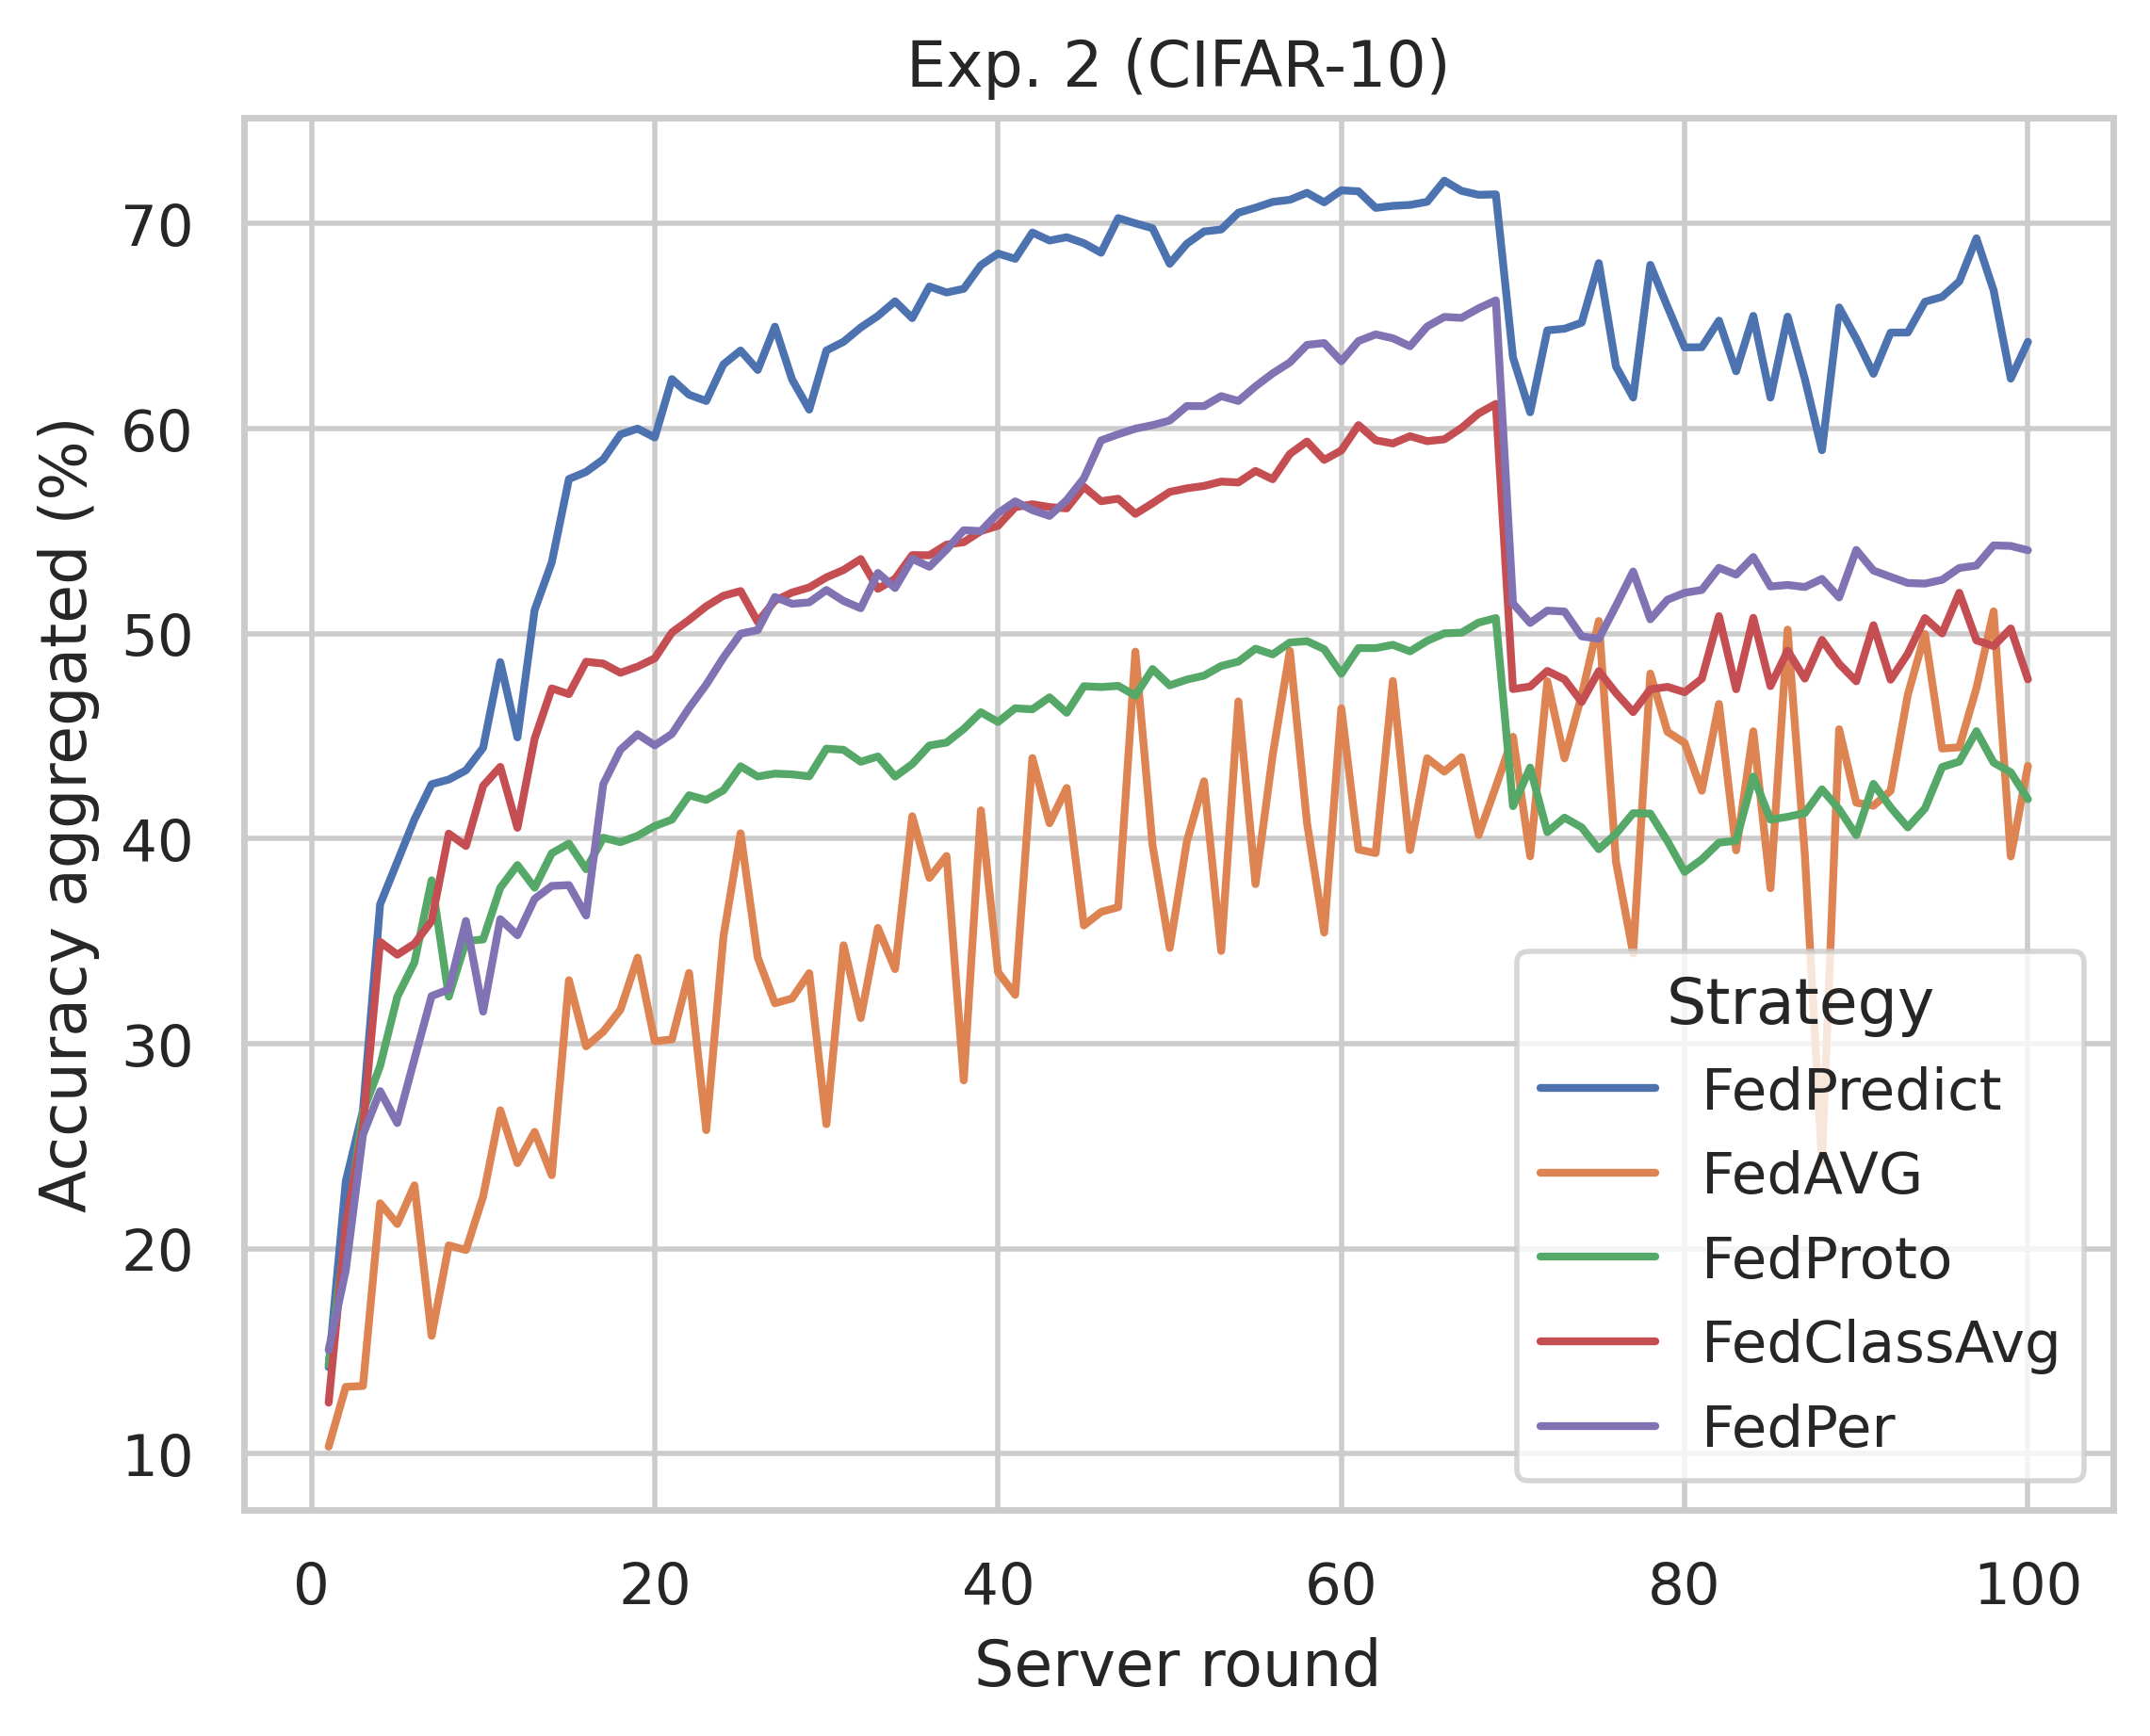 Exp. 2 (CIFAR-10)
Accuracy aggregated (%)
70
60
50
40
30
20
10
Strategy
FedPredict
FedAVG
FedProto
FedClassAvg
FedPer
0 20 40 60 80 100
Server round